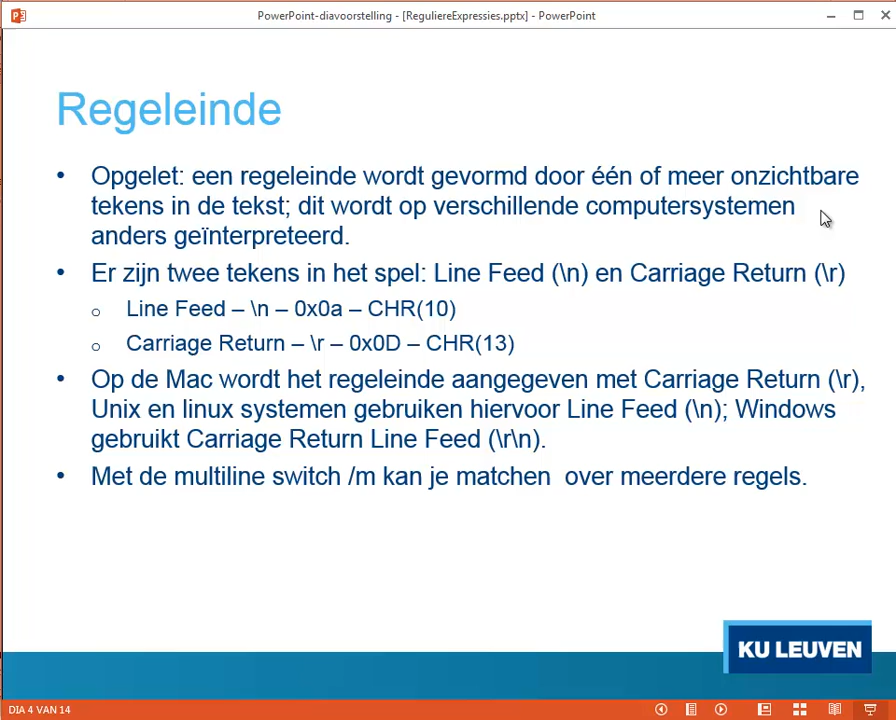 PowerPoint-diavoorstelling - [ReguliereExpressies.pptx] - PowerPoint
Regeleinde
• Opgelet: een regeleinde wordt gevormd door één of meer onzichtbare
tekens in de tekst; dit wordt op verschillende computersystemen
anders geïnterpreteerd.
• Er zijn twee tekens in het spel: Line Feed (\n) en Carriage Return (\r)
o Line Feed – \n – 0x0a – CHR(10)
o Carriage Return – \r – 0x0D – CHR(13)
• Op de Mac wordt het regeleinde aangegeven met Carriage Return (\r),
Unix en linux systemen gebruiken hiervoor Line Feed (\n); Windows
gebruikt Carriage Return Line Feed (\r\n).
• Met de multiline switch /m kan je matchen  over meerdere regels.
KU LEUVEN
DIA 4 VAN 14